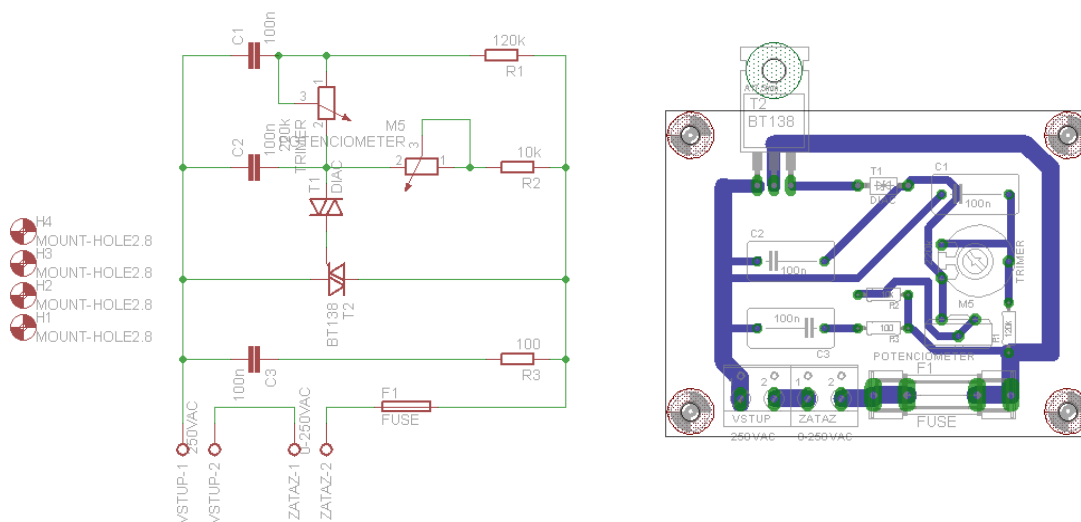 C1
100n
120k
R1
1
3
2
220k
TRIMER
M5
POTENCIOMETER
C2
100n
3
2
1
10k
R2
T1
DIAC
H4
MOUNT-HOLE2.8
H3
MOUNT-HOLE2.8
H2
MOUNT-HOLE2.8
H1
MOUNT-HOLE2.8
BT138
T2
100n
C3
100
R3
F1
FUSE
250VAC
0-250VAC
VSTUP-1
VSTUP-2
ZATAZ-1
ZATAZ-2
T2
BT138
T1
DIAC
C1
100n
C2
100n
TRIMER
M5
R2
100n
C3
100
R3
120k
R1
POTENCIOMETER
F1
1
2
1
2
VSTUP
ZATAZ
FUSE
250VAC
0-250VAC